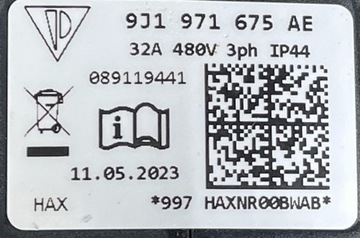 9J1 971 675 AE
32A 480V 3ph IP44
089119441
i
11.05.2023
HAX *997 HAXNR00BWAB*